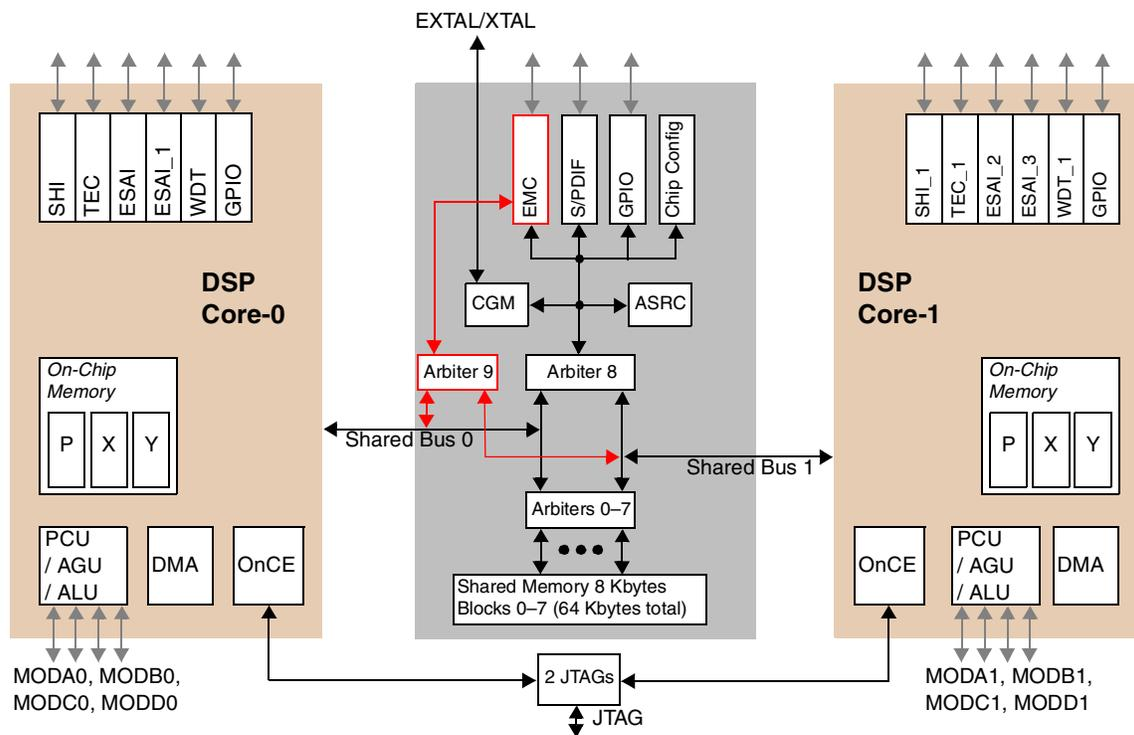 EXTAL/XTAL
SHI
TEC
ESAI
ESAI_1
WDT
GPIO
EMC
S/PDIF
GPIO
Chip Config
SHI_1
TEC_1
ESAI_2
ESAI_3
WDT_1
GPIO
DSP
Core-0
CGM
ASRC
DSP
Core-1
On-Chip
Memory
P
X
Y
Arbiter 9
Arbiter 8
On-Chip
Memory
P
X
Y
Shared Bus 0
Shared Bus 1
Arbiters 0–7
PCU
/ AGU
/ ALU
DMA
OnCE
Shared Memory 8 Kbytes
Blocks 0–7 (64 Kbytes total)
OnCE
PCU
/ AGU
/ ALU
DMA
MODA0, MODB0,
MODC0, MODD0
2 JTAGs
JTAG
MODA1, MODB1,
MODC1, MODD1